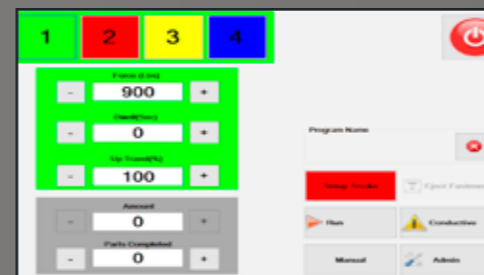 1 2 3 4
Force (Lbs)
- 900 +
Dwell(Sec)
- 0 +
Up Travel(%)
- 100 +
Program Name
Setup Mode
Eject Fastener
Amount
- 0 +
Run
Conductive
Parts Completed
- 0 +
Manual
Admin